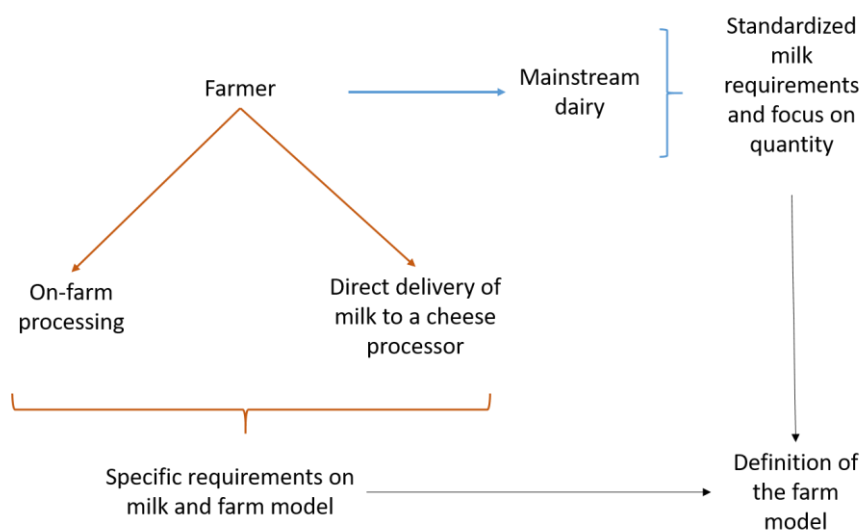 Farmer
Mainstream
dairy
Standardized
milk
requirements
and focus on
quantity
On-farm
processing
Direct delivery of
milk to a cheese
processor
Specific requirements on
milk and farm model
Definition of
the farm
model